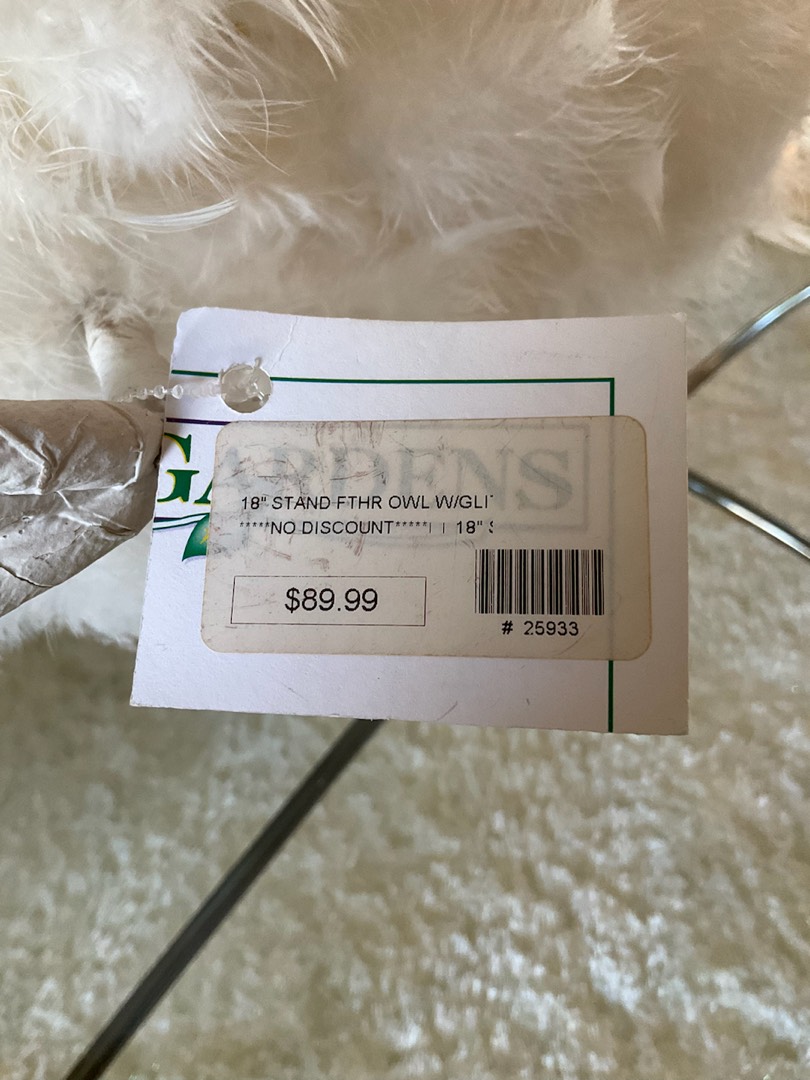 GARDENS
18" STAND FTHR OWL W/GLI
*****NO DISCOUNT*****| | 18"
$89.99
# 25933